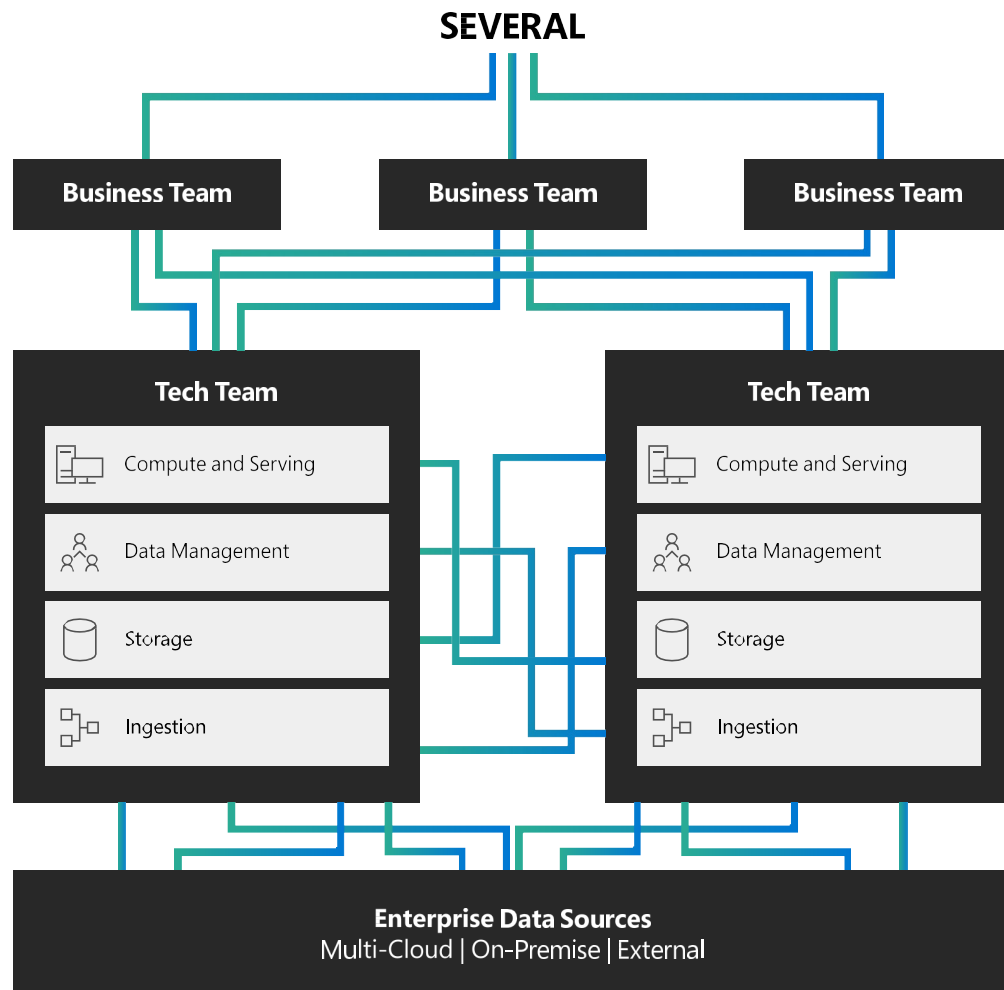 SEVERAL
Business Team
Business Team
Business Team
Tech Team
Compute and Serving
Data Management
Storage
Ingestion
Tech Team
Compute and Serving
Data Management
Storage
Ingestion
Enterprise Data Sources
Multi-Cloud | On-Premise | External